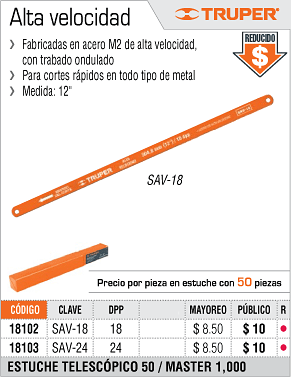 Alta velocidad
TRUPER®
REDUCIDO
$
Fabricadas en acero M2 de alta velocidad,
con trabado ondulado
Para cortes rápidos en todo tipo de metal
Medida: 12"
TRUPER
SAV-18
Precio por pieza en estuche con 50 piezas
CÓDIGO CLAVE DPP MAYOREO PÚBLICO R
18102 SAV-18 18 $ 8.50 $ 10
18103 SAV-24 24 $ 8.50 $ 10
ESTUCHE TELESCÓPICO 50 / MASTER 1,000